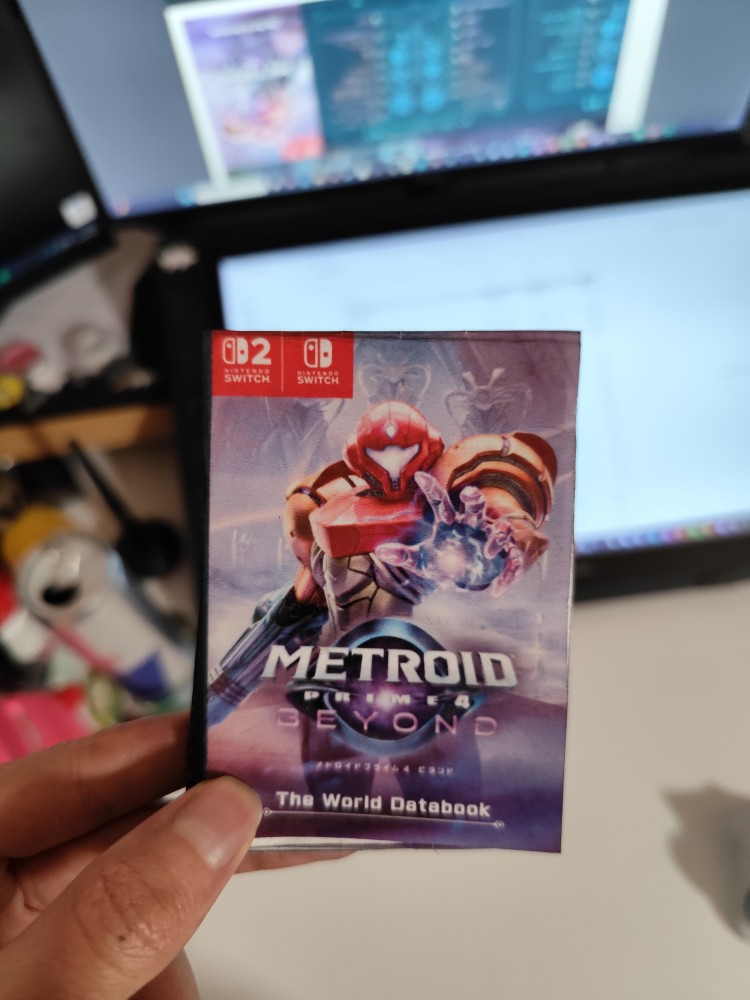 2
NINTENDO
SWITCH
NINTENDO
SWITCH
METROID
PRIME 4
BEYOND
メトロイドプライム4 ビヨンド
The World Databook